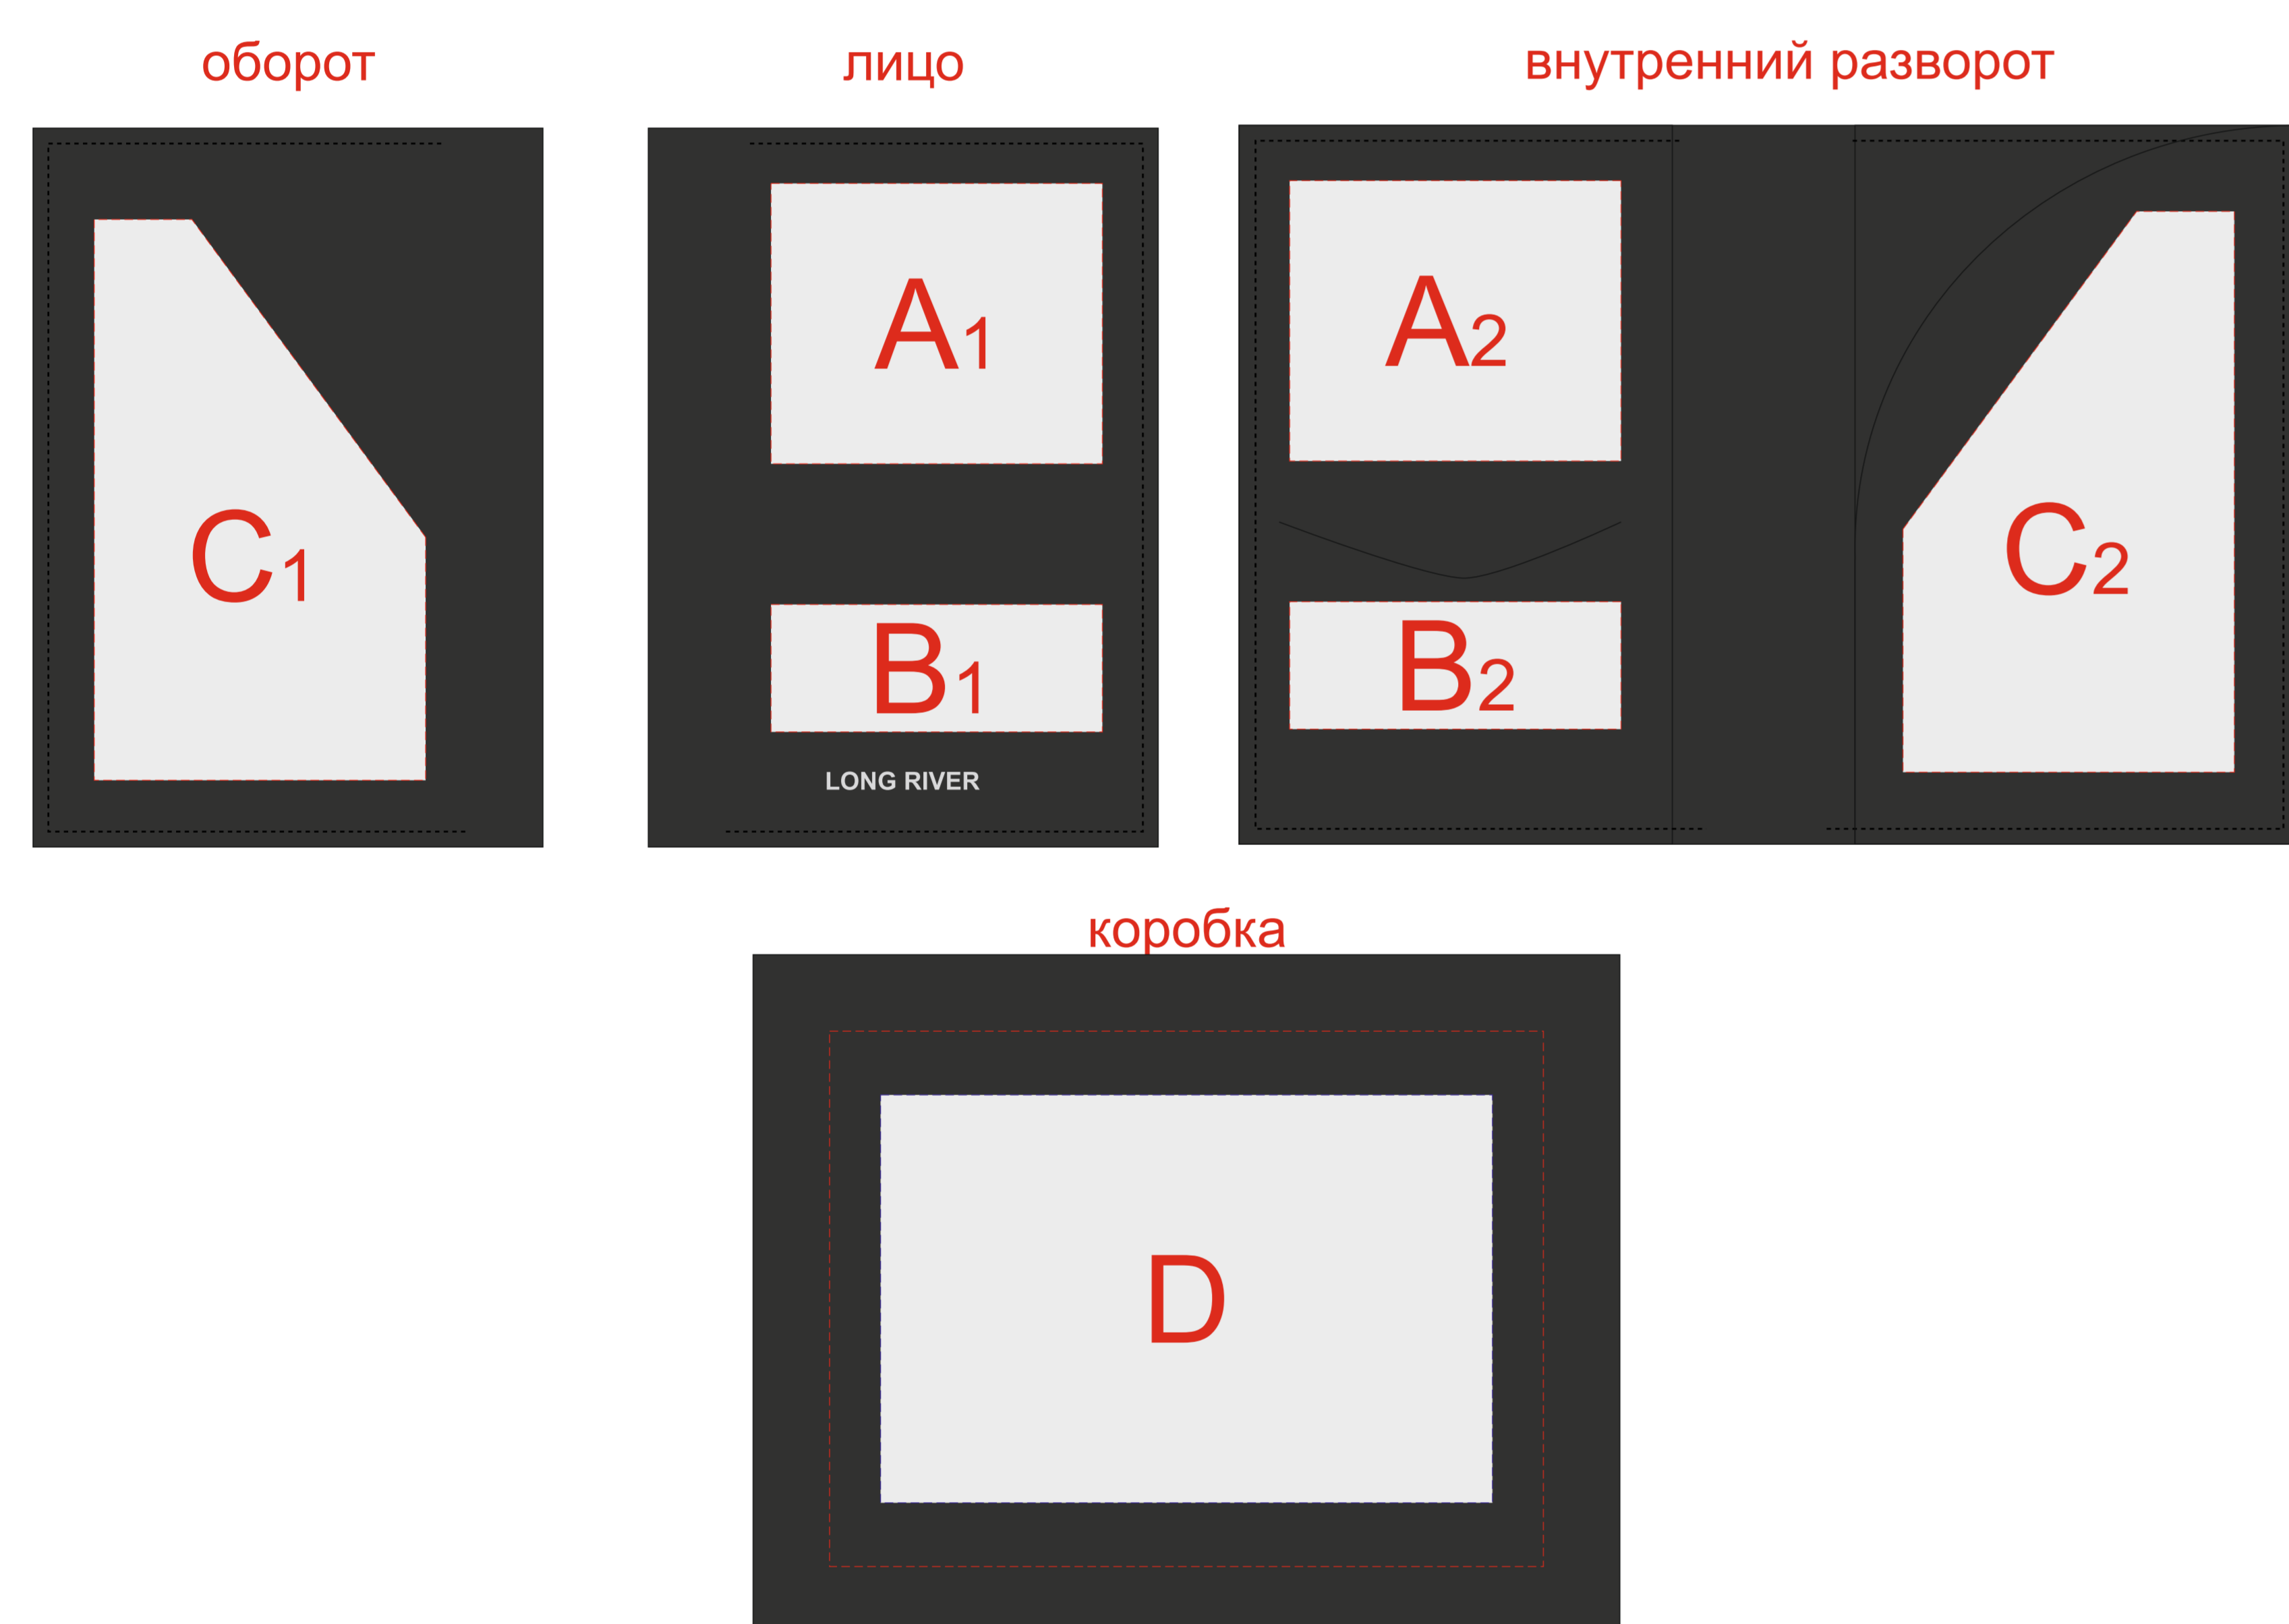 оборот
лицо
внутренний разворот
C1
A1
B1
LONG RIVER
A2
B2
C2
коробка
D